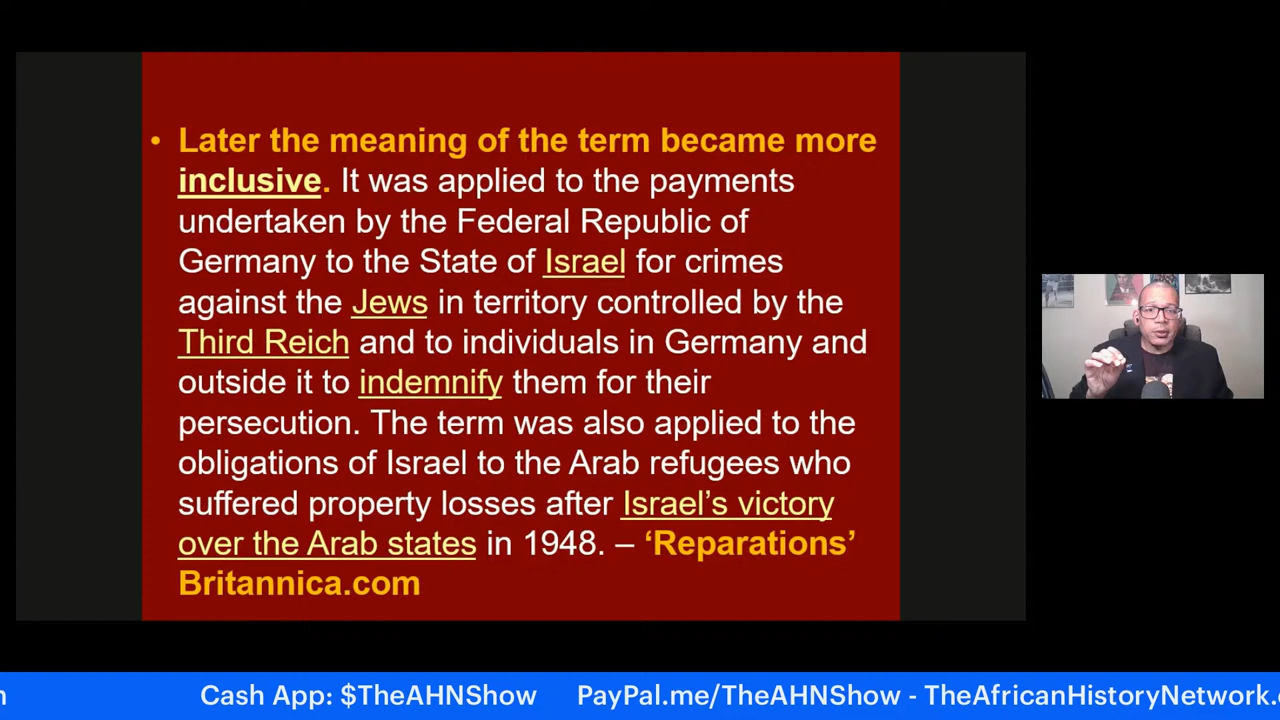 • Later the meaning of the term became more
inclusive. It was applied to the payments
undertaken by the Federal Republic of
Germany to the State of Israel for crimes
against the Jews in territory controlled by the
Third Reich and to individuals in Germany and
outside it to indemnify them for their
persecution. The term was also applied to the
obligations of Israel to the Arab refugees who
suffered property losses after Israel’s victory
over the Arab states in 1948. – ‘Reparations’
Britannica.com
Cash App: $TheAHNShow PayPal.me/TheAHNShow - TheAfricanHistoryNetwork.